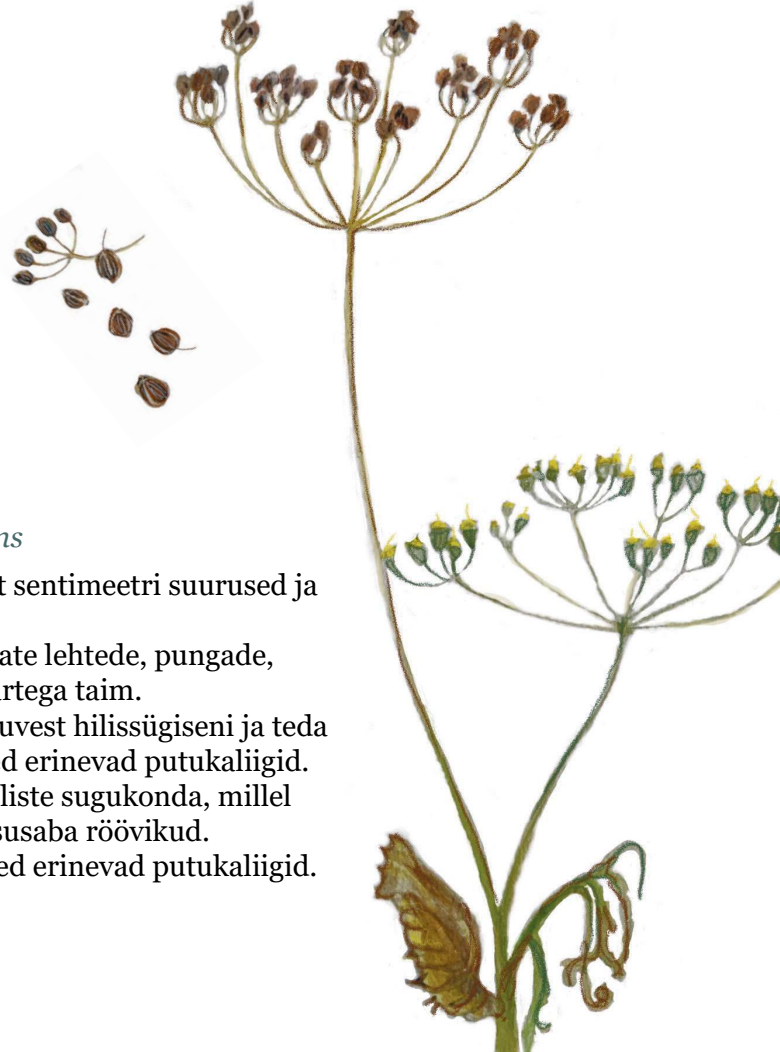 ns
t sentimeetri suurused ja
ate lehtede, pungade,
rtega taim.
uvest hilissügiseni ja teda
d erinevad putukaliigid.
liste sugukonda, millel
susaba röövikud.
ed erinevad putukaliigid.